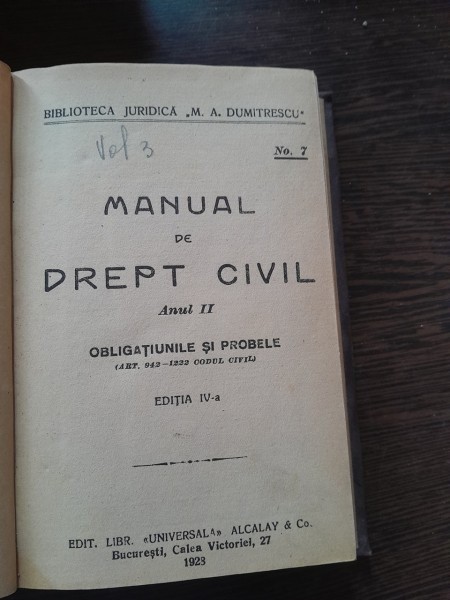 BIBLIOTECA JURIDICĂ „M. A. DUMITRESCU"
Vol 3
No. 7
MANUAL
DE
DREPT CIVIL
Anul II
OBLIGAȚIUNILE ȘI PROBELE
(ART. 942—1222 CODUL CIVIL)
EDIȚIA IV-a
EDIT. LIBR. «UNIVERSALA» ALCALAY & Co.
București, Calea Victoriei, 27
1923